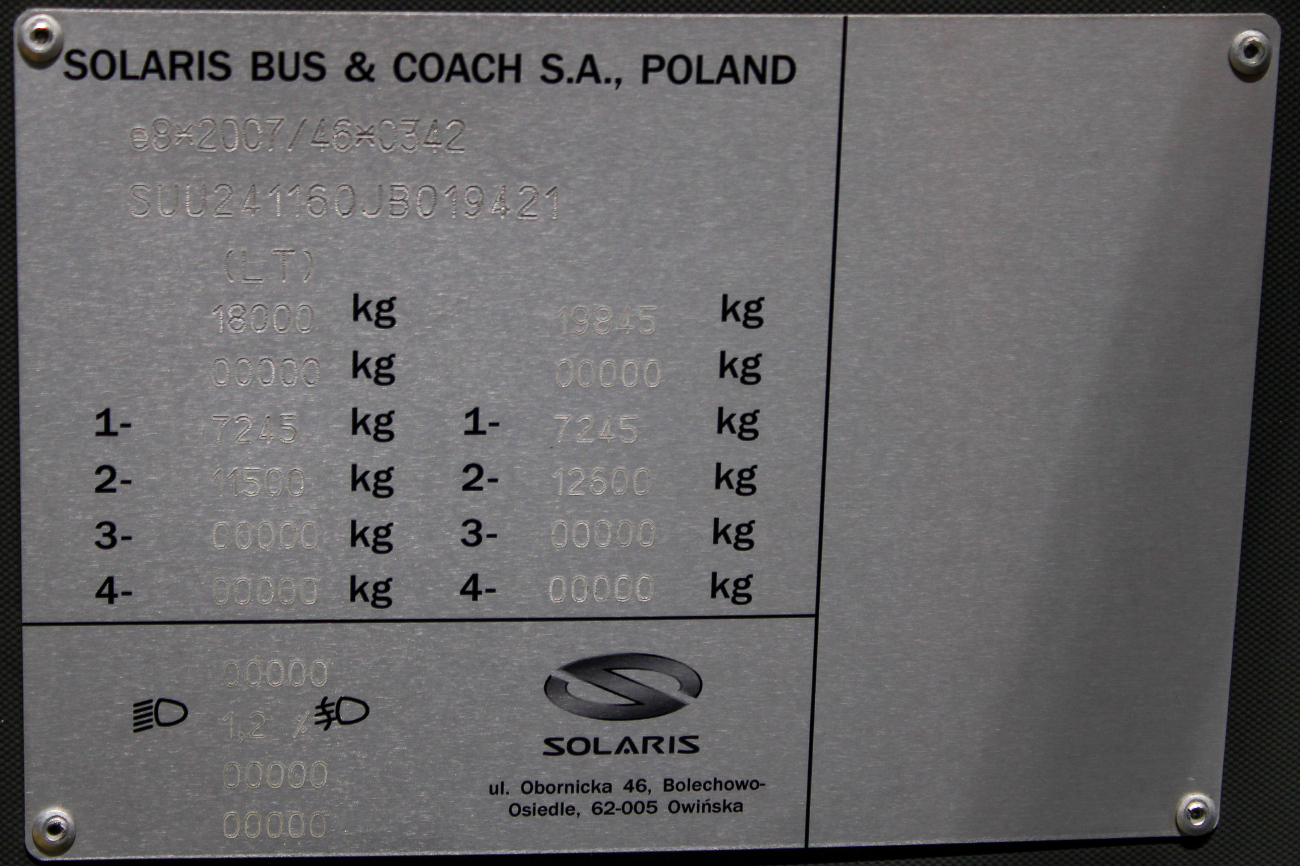 SOLARIS BUS & COACH S.A., POLAND
e8*2007/46*0342
SUU241160JB019421
(LT)
18000 kg 19845 kg
00000 kg 00000 kg
1- 7245 kg 1- 7245 kg
2- 11500 kg 2- 12600 kg
3- 00000 kg 3- 00000 kg
4- 00000 kg 4- 00000 kg
00000
1,2 %
00000
00000
SOLARIS
ul. Obornicka 46, Bolechowo-
Osiedle, 62-005 Owińska